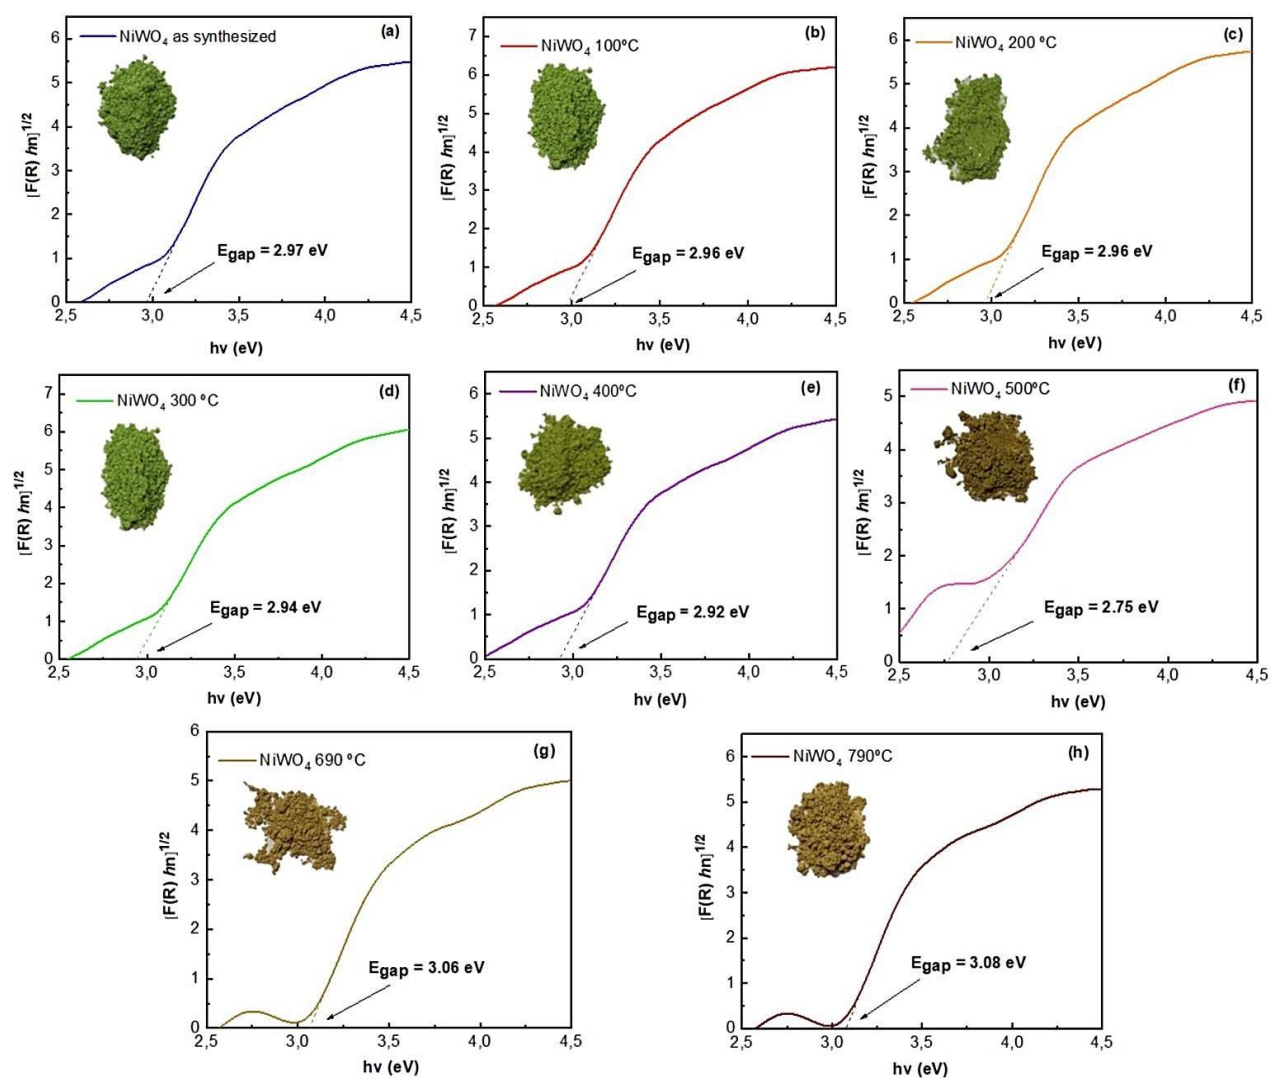 (a)
NiWO4 as synthesized
[F(R) hn]1/2
6
5
4
3
2
1
0
Egap = 2.97 eV
2,5 3,0 3,5 4,0 4,5
hν (eV)
(b)
NiWO4 100ºC
[F(R) hn]1/2
7
6
5
4
3
2
1
0
Egap = 2.96 eV
2,5 3,0 3,5 4,0 4,5
hν (eV)
(c)
NiWO4 200 ºC
[F(R) hn]1/2
6
5
4
3
2
1
0
Egap = 2.96 eV
2,5 3,0 3,5 4,0 4,5
hν (eV)
(d)
NiWO4 300 ºC
[F(R) hn]1/2
7
6
5
4
3
2
1
0
Egap = 2.94 eV
2,5 3,0 3,5 4,0 4,5
hν (eV)
(e)
NiWO4 400ºC
[F(R) hn]1/2
6
5
4
3
2
1
0
Egap = 2.92 eV
2,5 3,0 3,5 4,0 4,5
hν (eV)
(f)
NiWO4 500ºC
[F(R) hn]1/2
5
4
3
2
1
0
Egap = 2.75 eV
2,5 3,0 3,5 4,0 4,5
hν (eV)
(g)
NiWO4 690 ºC
[F(R) hn]1/2
6
5
4
3
2
1
0
Egap = 3.06 eV
2,5 3,0 3,5 4,0 4,5
hν (eV)
(h)
NiWO4 790ºC
[F(R) hn]1/2
6
5
4
3
2
1
0
Egap = 3.08 eV
2,5 3,0 3,5 4,0 4,5
hν (eV)